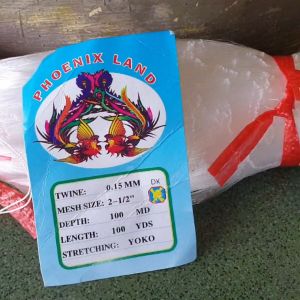 PHOENIX LAND
DK
TWINE: 0.15 MM
MESH SIZE: 2-1/2"
DEPTH: 100 MD
LENGTH: 100 YDS
STRETCHING: YOKO